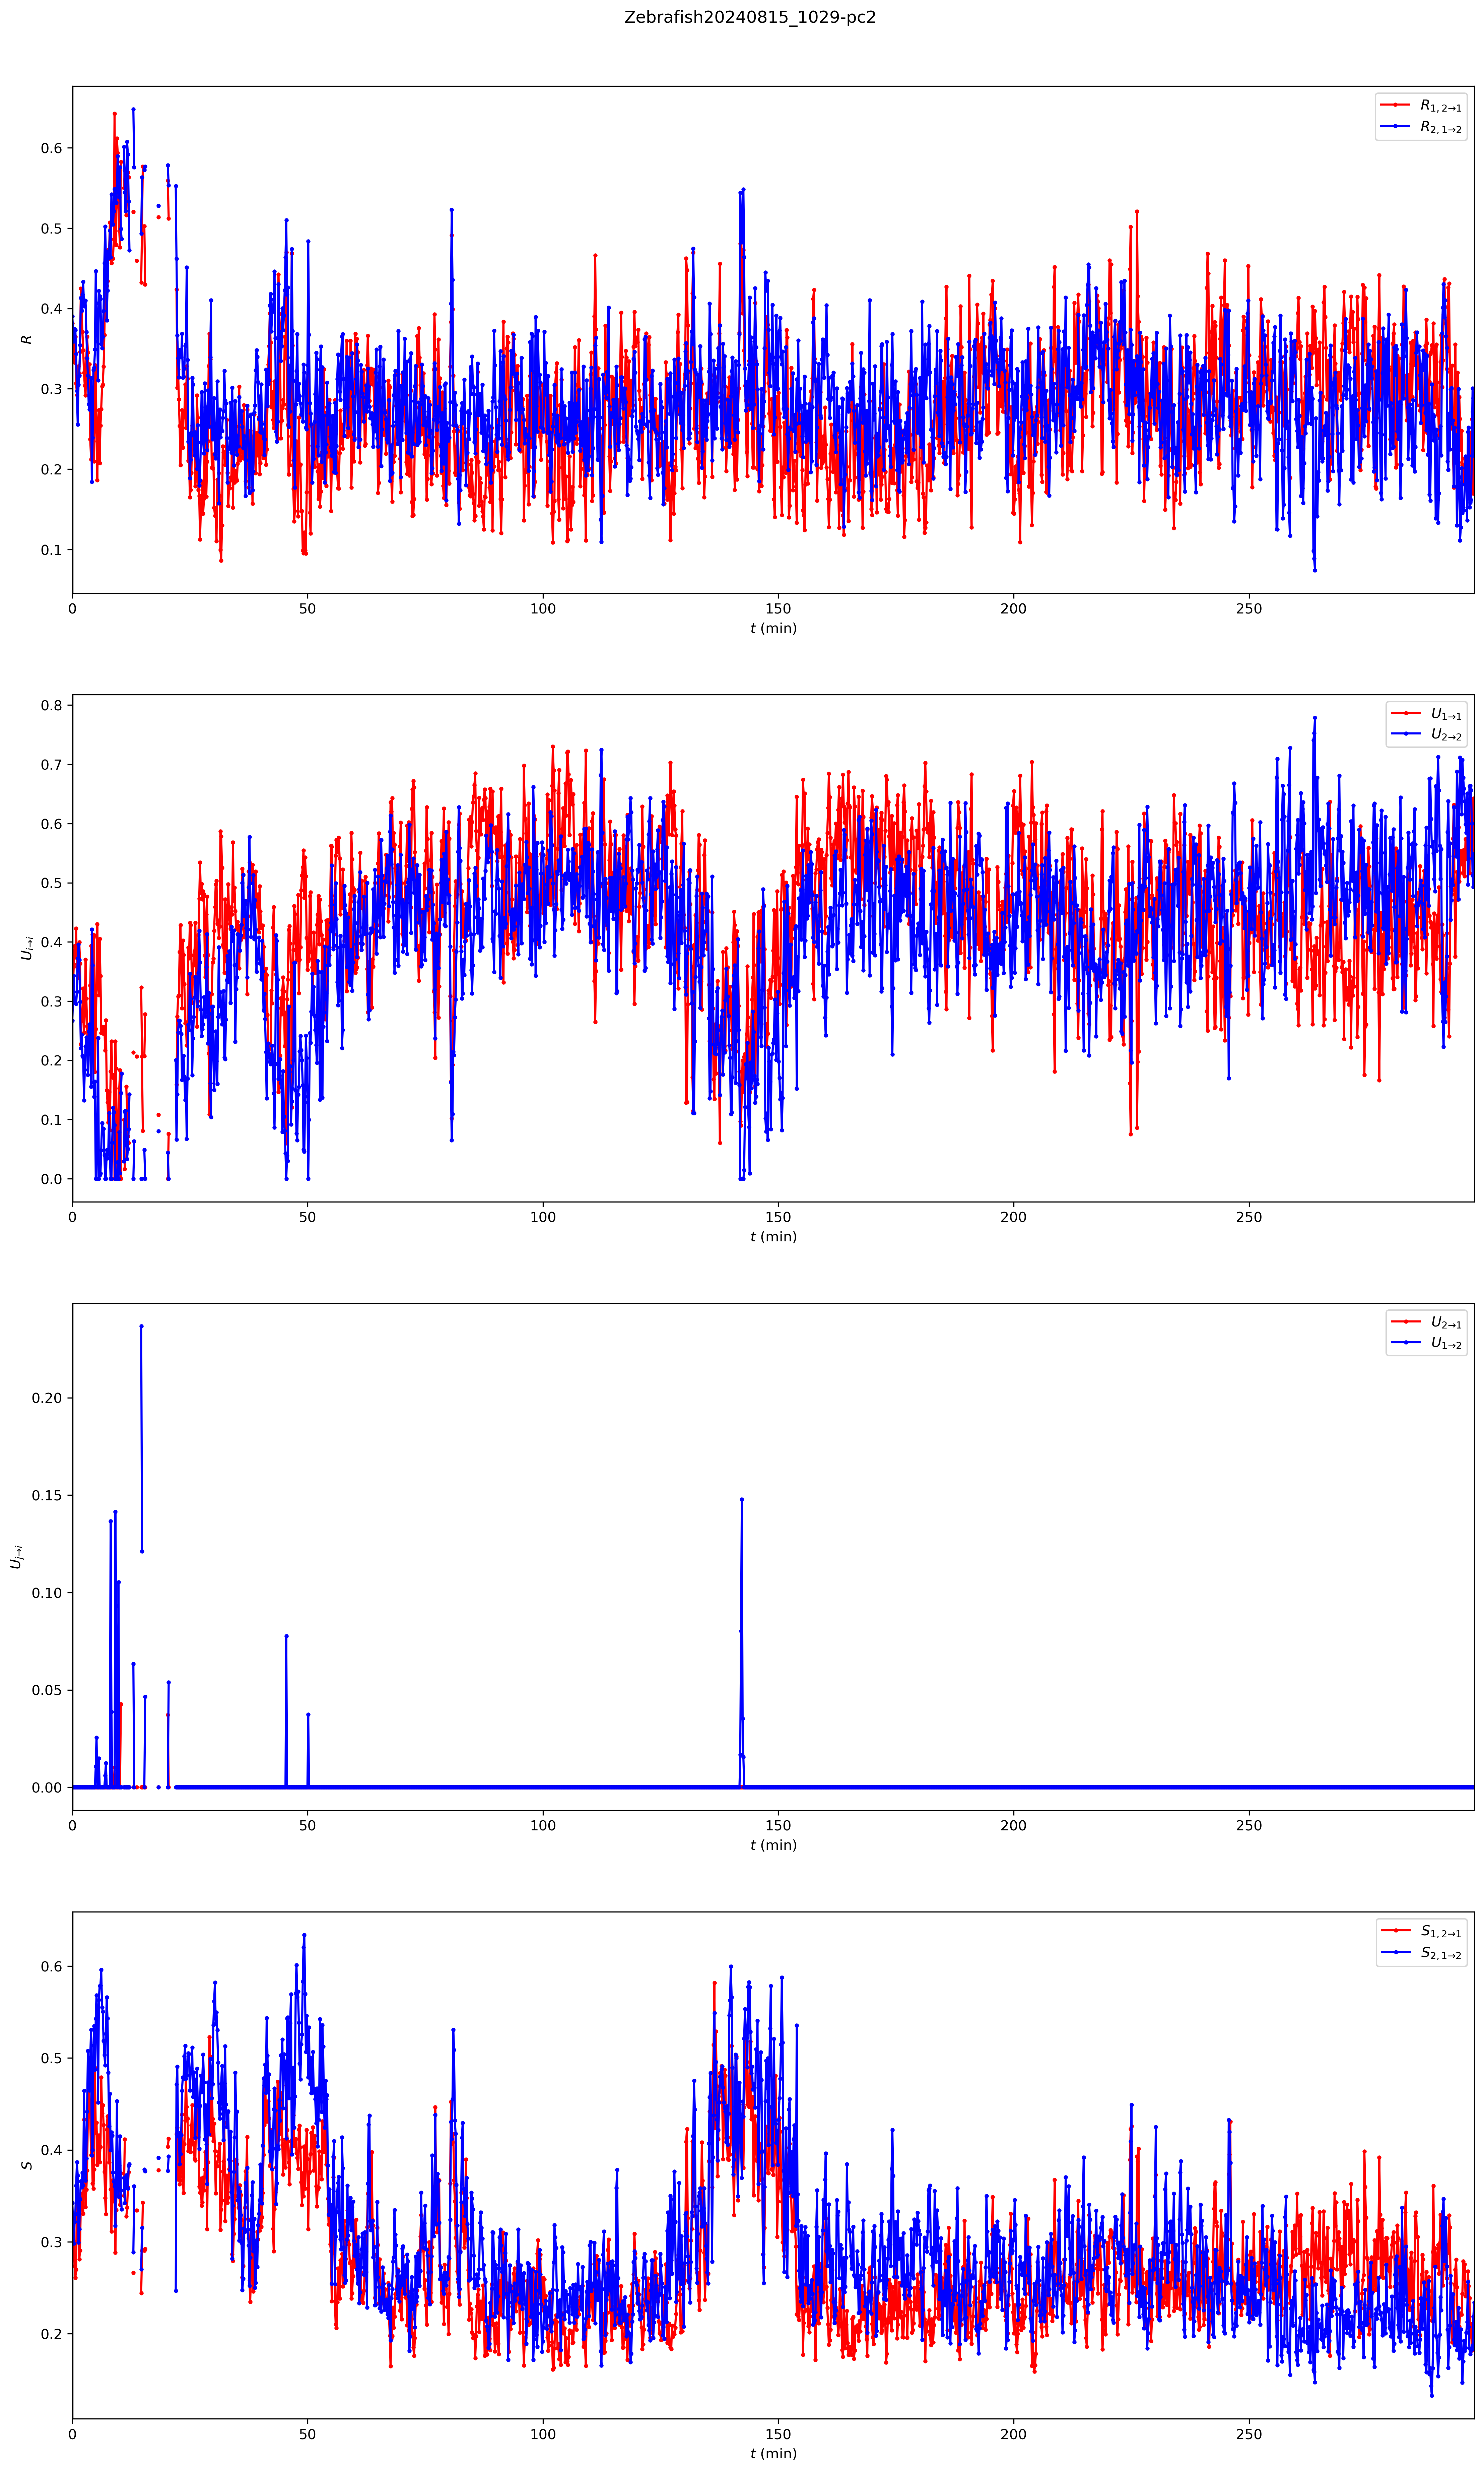 Zebrafish20240815_1029-pc2
R₁,₂→₁
R₂,₁→₂
0.6
0.5
0.4
0.3
0.2
0.1
R
0 50 100 150 200 250
t (min)
U₁→₁
U₂→₂
0.8
0.7
0.6
0.5
0.4
0.3
0.2
0.1
0.0
Uᵢ→ᵢ
0 50 100 150 200 250
t (min)
U₂→₁
U₁→₂
0.20
0.15
0.10
0.05
0.00
Uⱼ→ᵢ
0 50 100 150 200 250
t (min)
S₁,₂→₁
S₂,₁→₂
0.6
0.5
0.4
0.3
0.2
S
0 50 100 150 200 250
t (min)